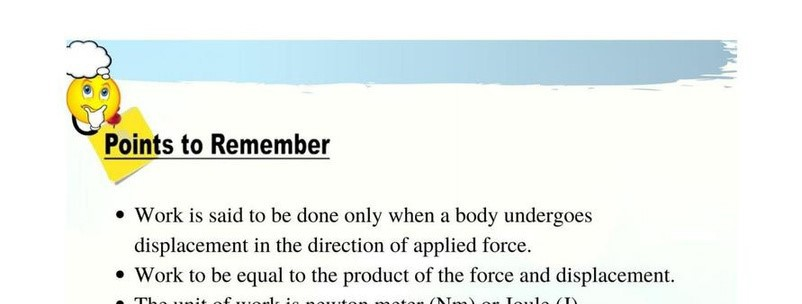 Points to Remember
• Work is said to be done only when a body undergoes
displacement in the direction of applied force.
• Work to be equal to the product of the force and displacement.
• The unit of work is newton meter (Nm) or Joule (J)